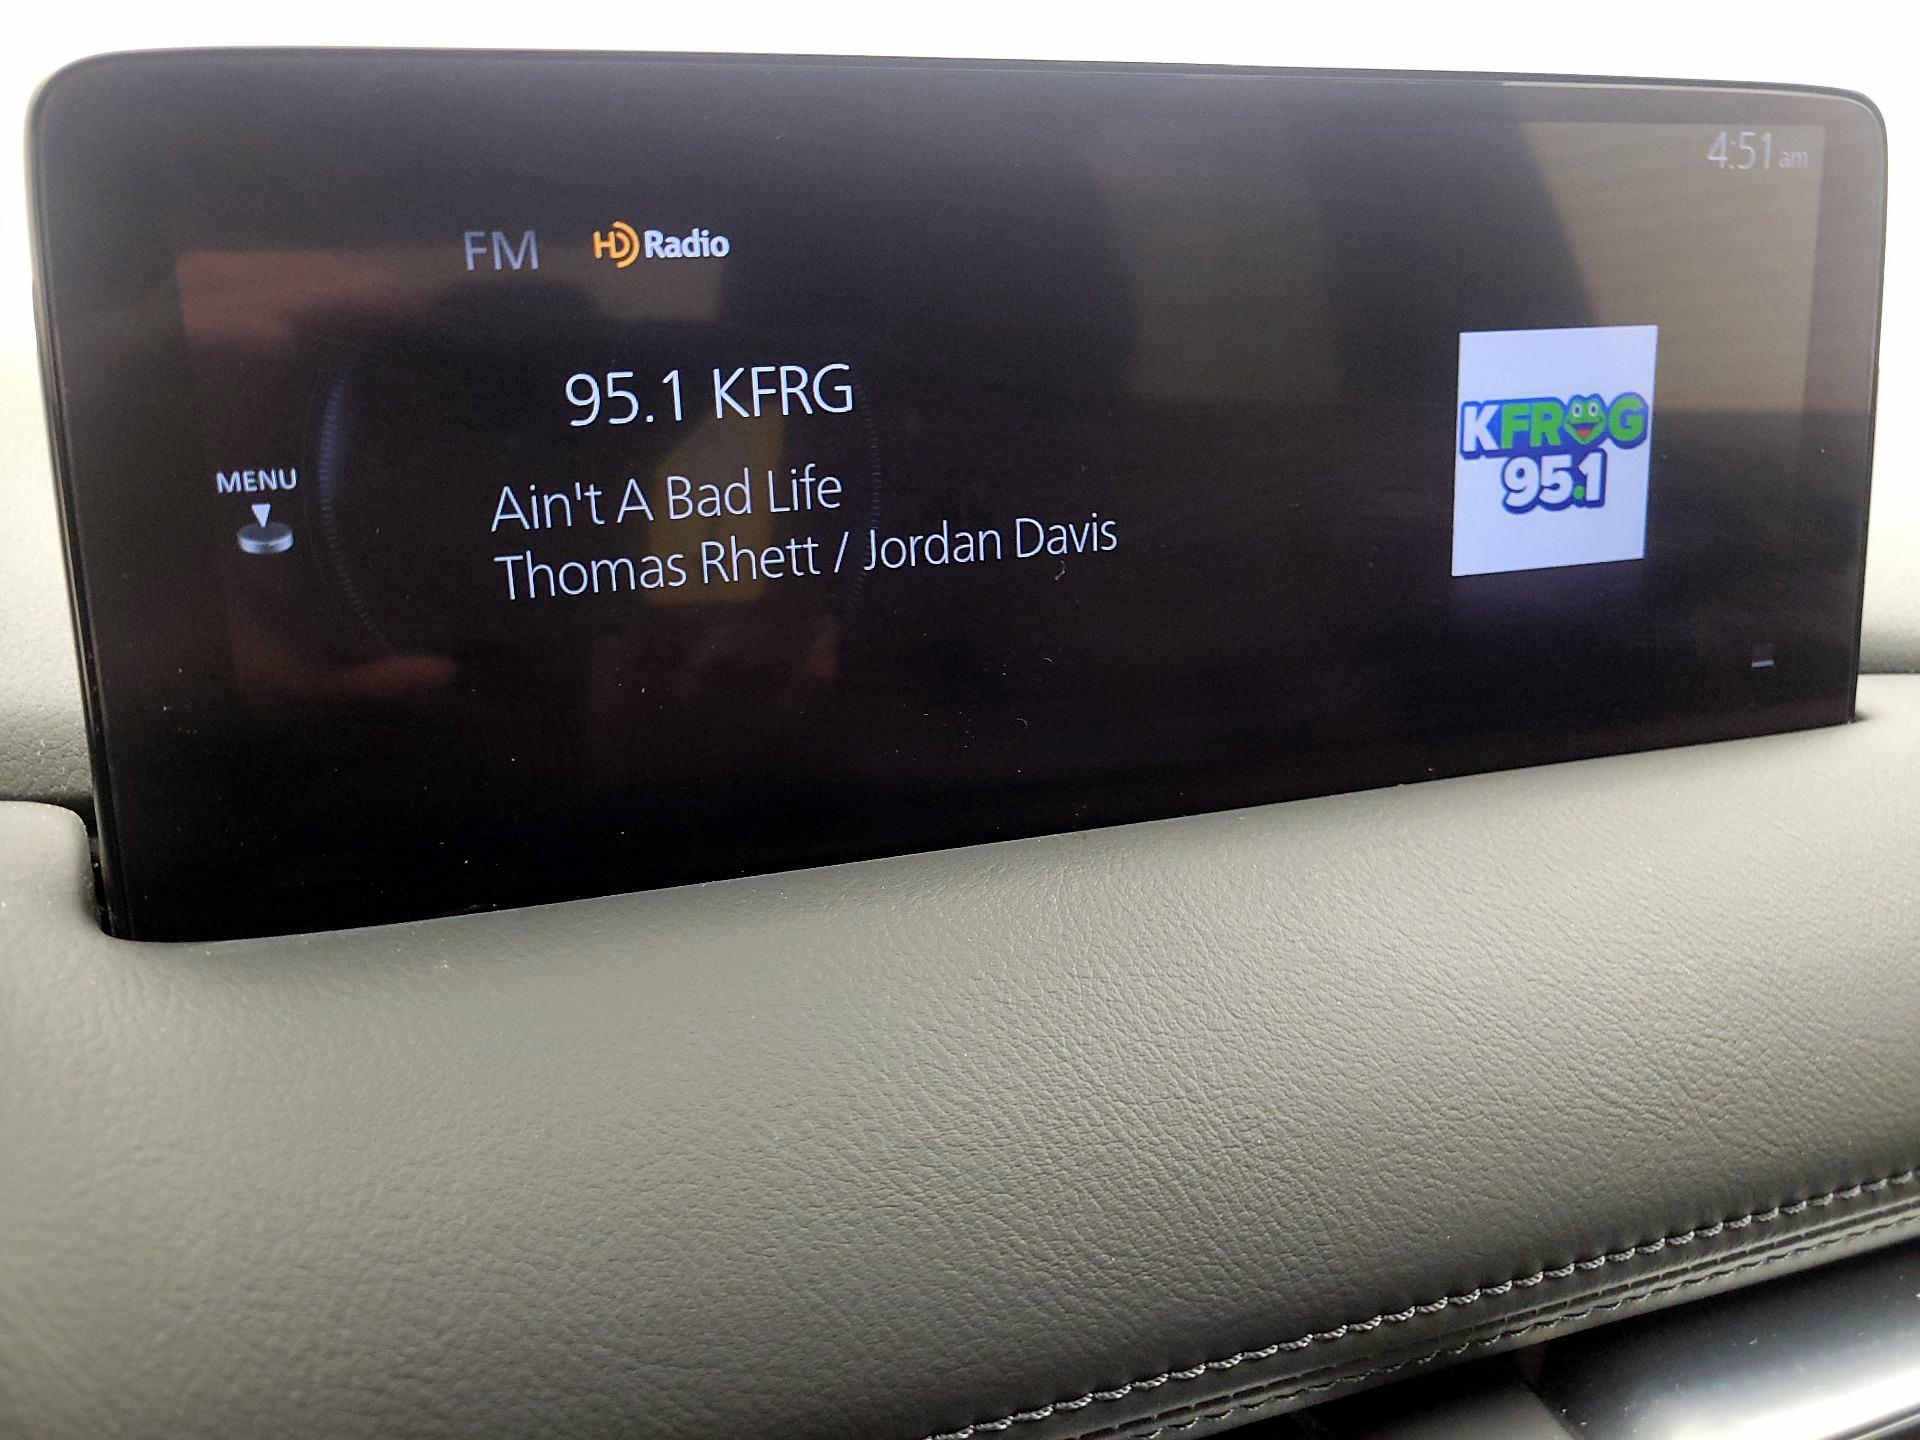 4:51 am
FM HD Radio
95.1 KFRG
MENU
Ain't A Bad Life
Thomas Rhett / Jordan Davis
KFROG
95.1